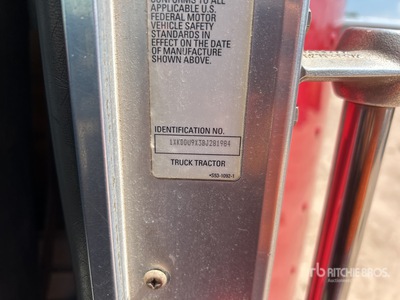 CONFORMS TO ALL
APPLICABLE U.S.
FEDERAL MOTOR
VEHICLE SAFETY
STANDARDS IN
EFFECT ON THE DATE
OF MANUFACTURE
SHOWN ABOVE.
IDENTIFICATION NO.
1XKDDU9X3BJ281984
TRUCK TRACTOR
rb RITCHIE BROS.